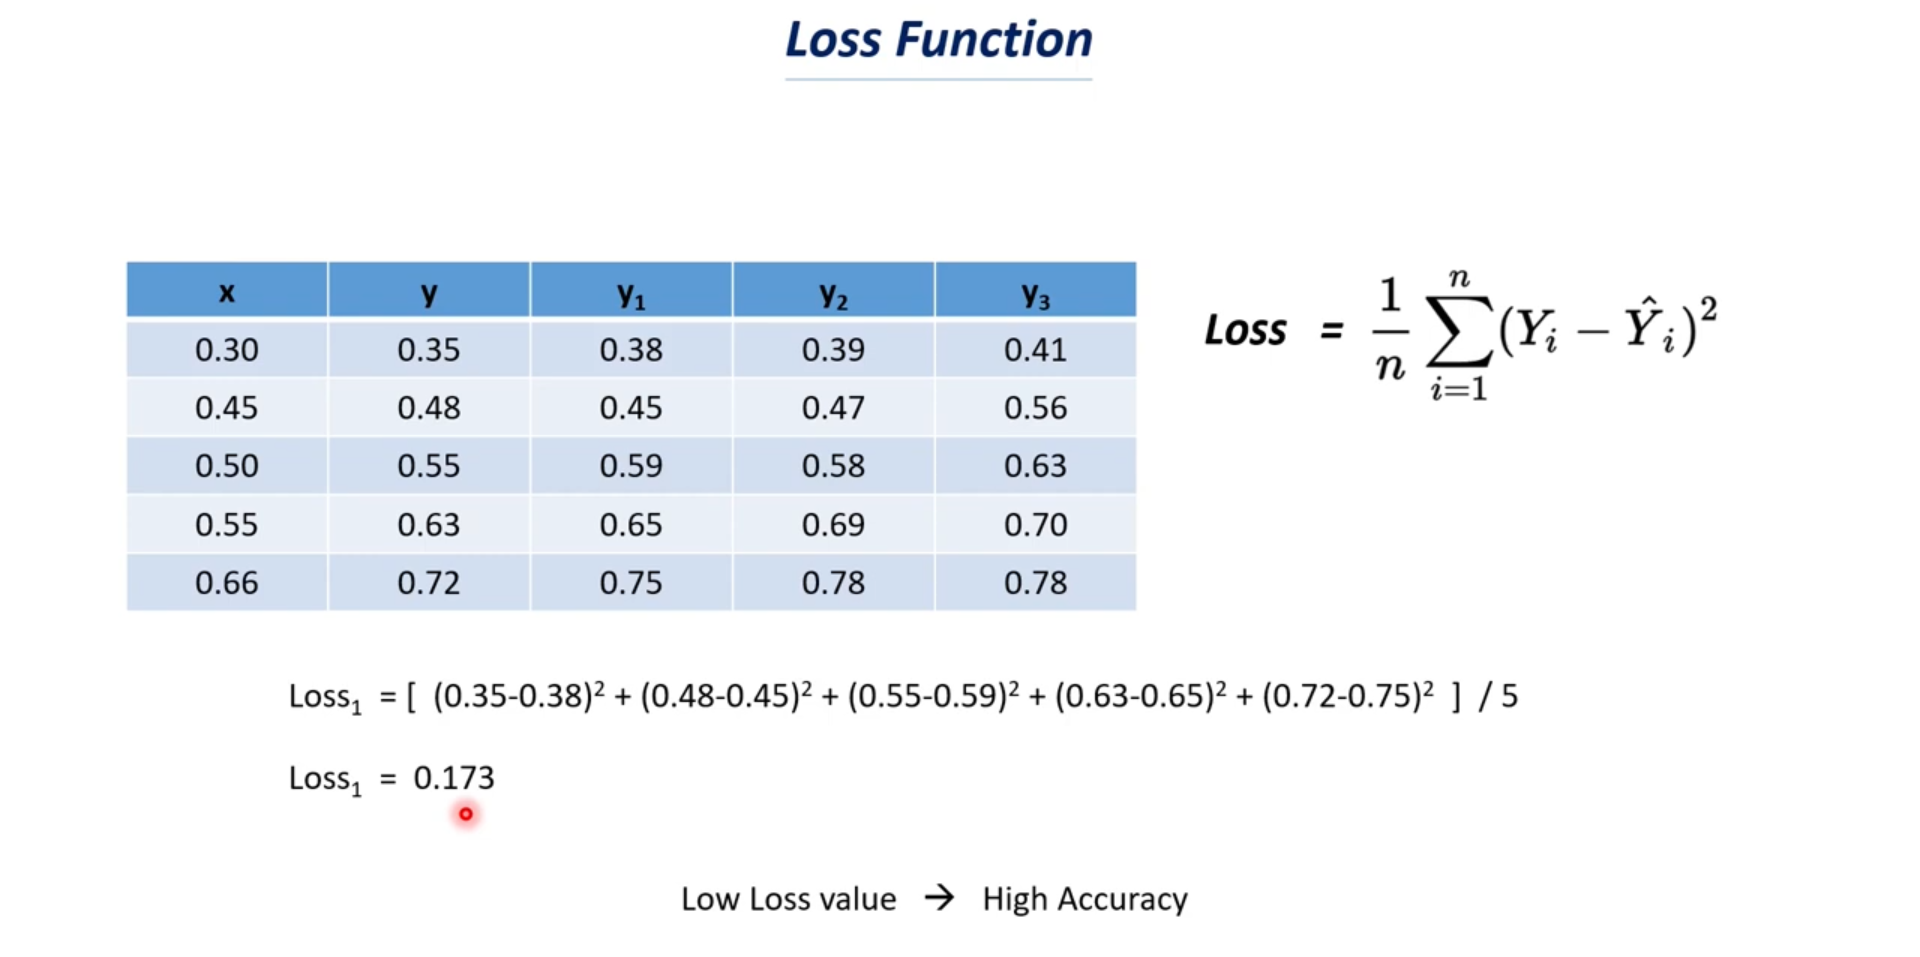 Loss Function
x y y₁ y₂ y₃
0.30 0.35 0.38 0.39 0.41
0.45 0.48 0.45 0.47 0.56
0.50 0.55 0.59 0.58 0.63
0.55 0.63 0.65 0.69 0.70
0.66 0.72 0.75 0.78 0.78
Loss = 1/n ∑ᵢ₌₁ⁿ (Yᵢ − Ŷᵢ)²
Loss₁ = [ (0.35-0.38)² + (0.48-0.45)² + (0.55-0.59)² + (0.63-0.65)² + (0.72-0.75)² ] / 5
Loss₁ = 0.173
Low Loss value → High Accuracy